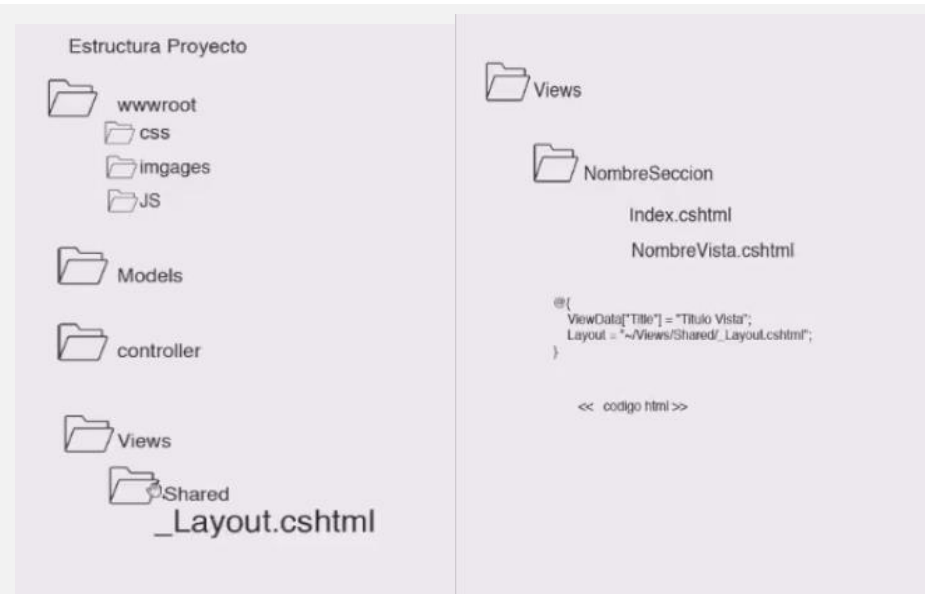 Estructura Proyecto
wwwroot
css
imgages
JS
Models
controller
Views
Shared
_Layout.cshtml
Views
NombreSeccion
Index.cshtml
NombreVista.cshtml
@{
ViewData["Title"] = "Titulo Vista";
Layout = "~/Views/Shared/_Layout.cshtml";
}
<< codigo html >>